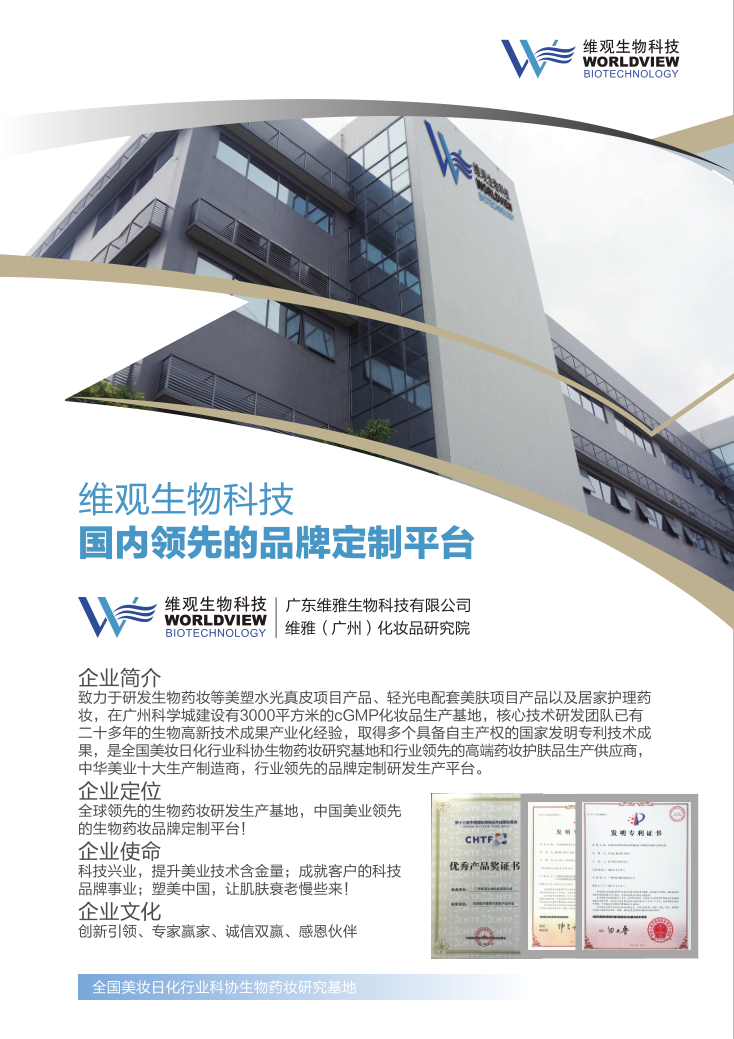 维观生物科技
WORLDVIEW
BIOTECHNOLOGY
维观生物科技
WORLDVIEW
BIOTECHNOLOGY
维观生物科技
国内领先的品牌定制平台
维观生物科技
WORLDVIEW
BIOTECHNOLOGY
广东维雅生物科技有限公司
维雅（广州）化妆品研究院
企业简介
致力于研发生物药妆等美塑水光真皮项目产品、轻光电配套美肤项目产品以及居家护理药
妆，在广州科学城建设有3000平方米的cGMP化妆品生产基地，核心技术研发团队已有
二十多年的生物高新技术成果产业化经验，取得多个具备自主产权的国家发明专利技术成
果，是全国美妆日化行业科协生物药妆研究基地和行业领先的高端药妆护肤品生产供应商，
中华美业十大生产制造商，行业领先的品牌定制研发生产平台。
企业定位
全球领先的生物药妆研发生产基地，中国美业领先
的生物药妆品牌定制平台！
企业使命
科技兴业，提升美业技术含金量；成就客户的科技
品牌事业；塑美中国，让肌肤衰老慢些来！
企业文化
创新引领、专家赢家、诚信双赢、感恩伙伴
CHTF
优秀产品奖证书
发明专利证书
全国美妆日化行业科协生物药妆研究基地